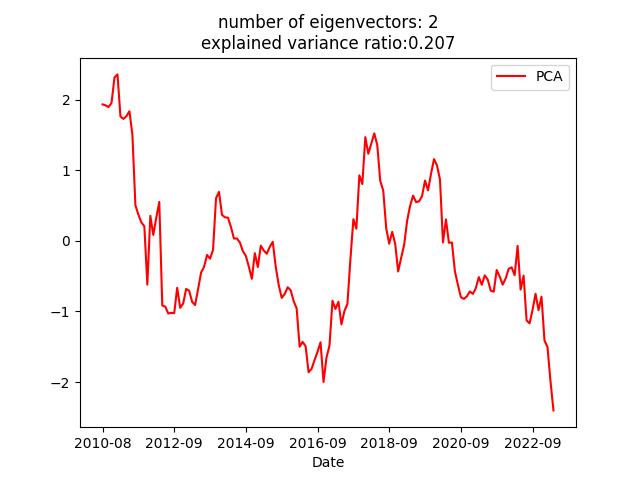 number of eigenvectors: 2
explained variance ratio:0.207
PCA
2
1
0
−1
−2
2010-08 2012-09 2014-09 2016-09 2018-09 2020-09 2022-09
Date